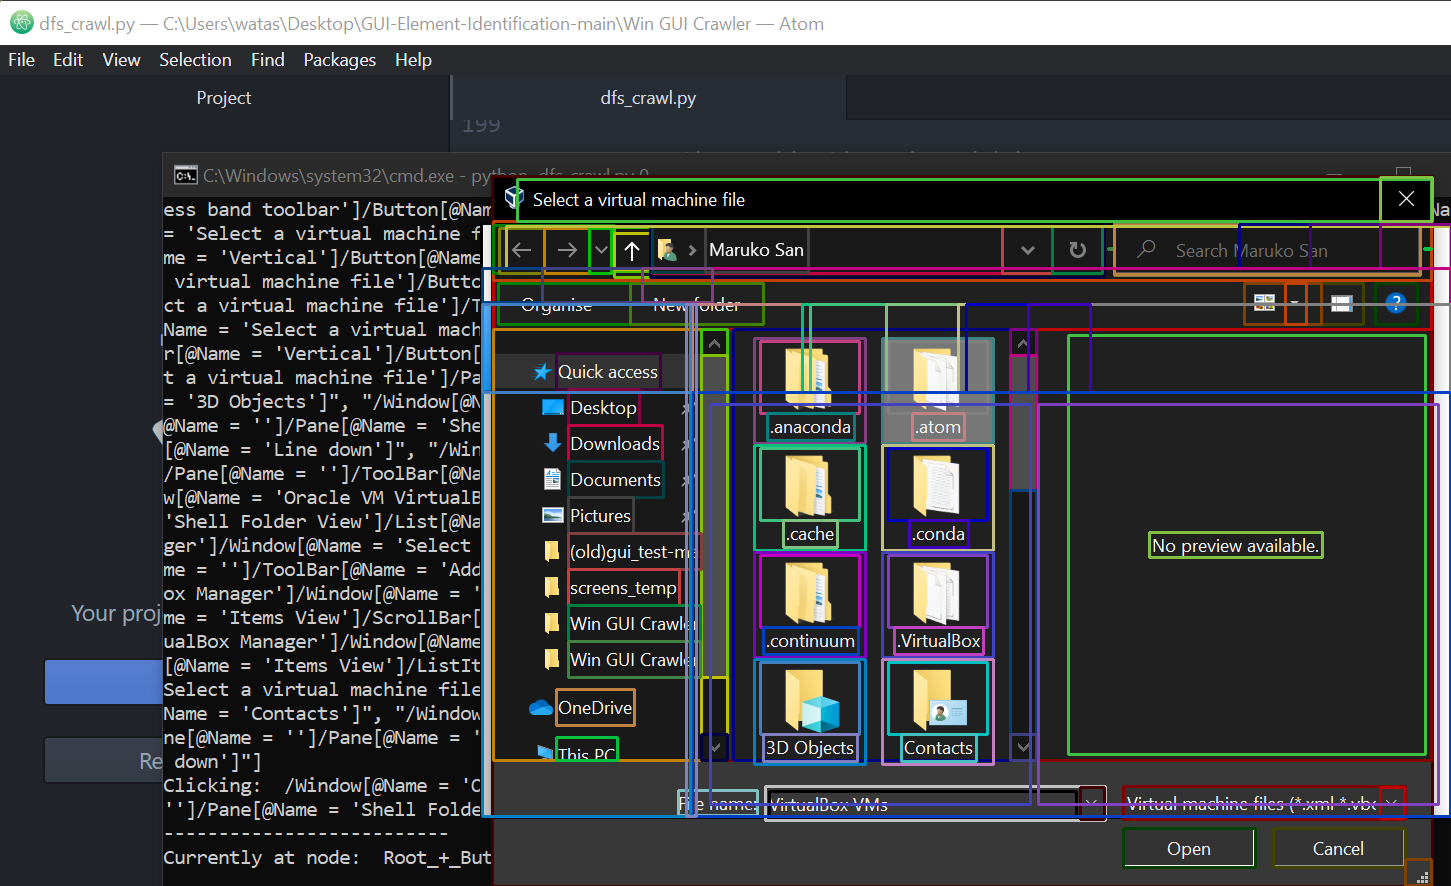 dfs_crawl.py — C:\Users\watas\Desktop\GUI-Element-Identification-main\Win GUI Crawler — Atom
File Edit View Selection Find Packages Help
Project
dfs_crawl.py
199
C:\Windows\system32\cmd.exe - python dfs_crawl.py 0
ess band toolbar']/Button[@Nam
= 'Select a virtual machine f
me = 'Vertical']/Button[@Name
virtual machine file']/Butto
ct a virtual machine file']/T
Name = 'Select a virtual mach
r[@Name = 'Vertical']/Button[
t a virtual machine file']/Pa
= '3D Objects']", "/Window[@N
@Name = '']/Pane[@Name = 'She
[@Name = 'Line down']", "/Win
/Pane[@Name = '']/ToolBar[@Na
w[@Name = 'Oracle VM VirtualB
'Shell Folder View']/List[@Na
ger']/Window[@Name = 'Select
me = '']/ToolBar[@Name = 'Add
ox Manager']/Window[@Name = '
me = 'Items View']/ScrollBar[
ualBox Manager']/Window[@Name
[@Name = 'Items View']/ListIt
Select a virtual machine file
Name = 'Contacts']", "/Window
ne[@Name = '']/Pane[@Name = '
down']"]
Clicking:  /Window[@Name = 'O
'']/Pane[@Name = 'Shell Folde
---------------------------
Currently at node:  Root_+_But
Your proj
Re
Select a virtual machine file
Na
Maruko San
Search Maruko San
Organise
New folder
Quick access
Desktop
Downloads
Documents
Pictures
(old)gui_test-ma
screens_temp
Win GUI Crawler
Win GUI Crawler
OneDrive
This PC
.anaconda
.atom
.cache
.conda
.continuum
.VirtualBox
3D Objects
Contacts
No preview available.
File name:
VirtualBox VMs
Virtual machine files (*.xml *.vbo
Open
Cancel